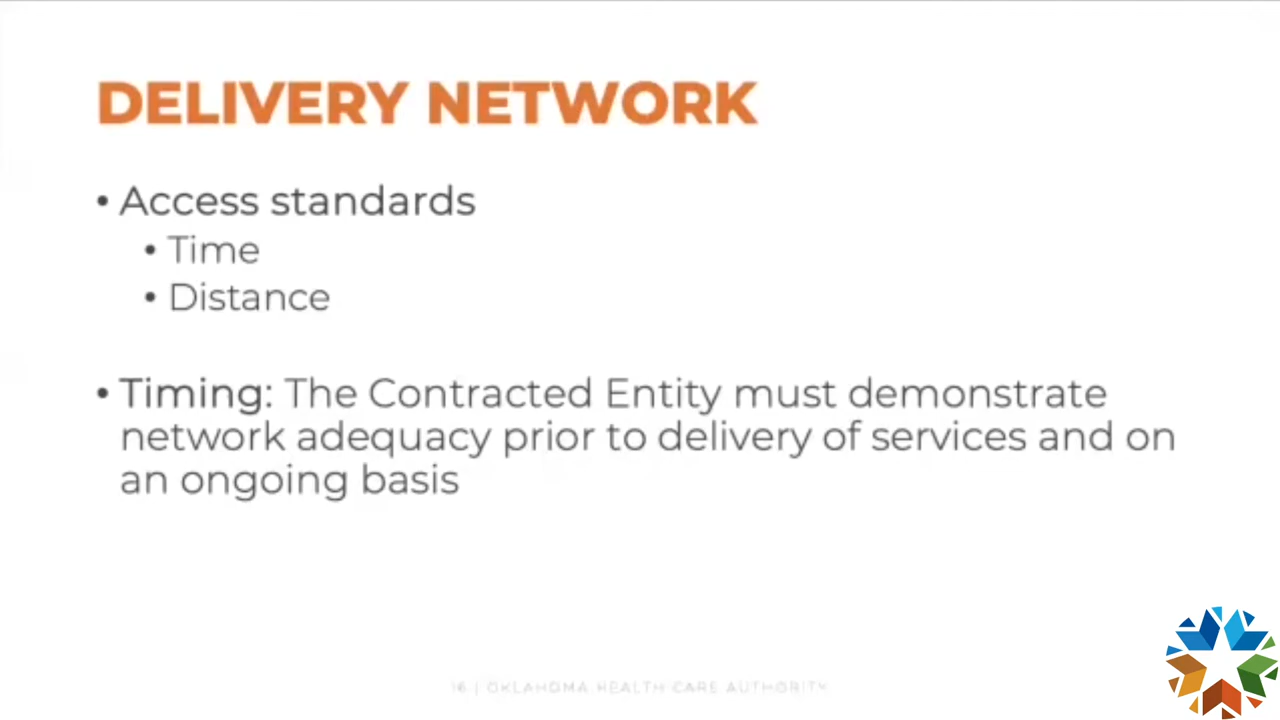 DELIVERY NETWORK
• Access standards
• Time
• Distance
• Timing: The Contracted Entity must demonstrate
network adequacy prior to delivery of services and on
an ongoing basis
16 | OKLAHOMA HEALTH CARE AUTHORITY